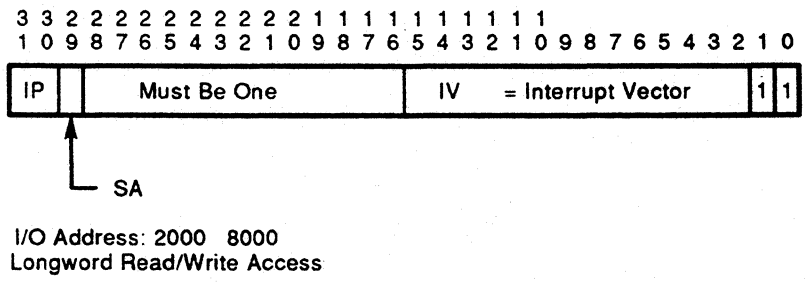 3 3 2 2 2 2 2 2 2 2 2 2 1 1 1 1 1 1 1 1 1 1
1 0 9 8 7 6 5 4 3 2 1 0 9 8 7 6 5 4 3 2 1 0 9 8 7 6 5 4 3 2 1 0
IP Must Be One IV = Interrupt Vector 1 1
SA
I/O Address: 2000 8000
Longword Read/Write Access